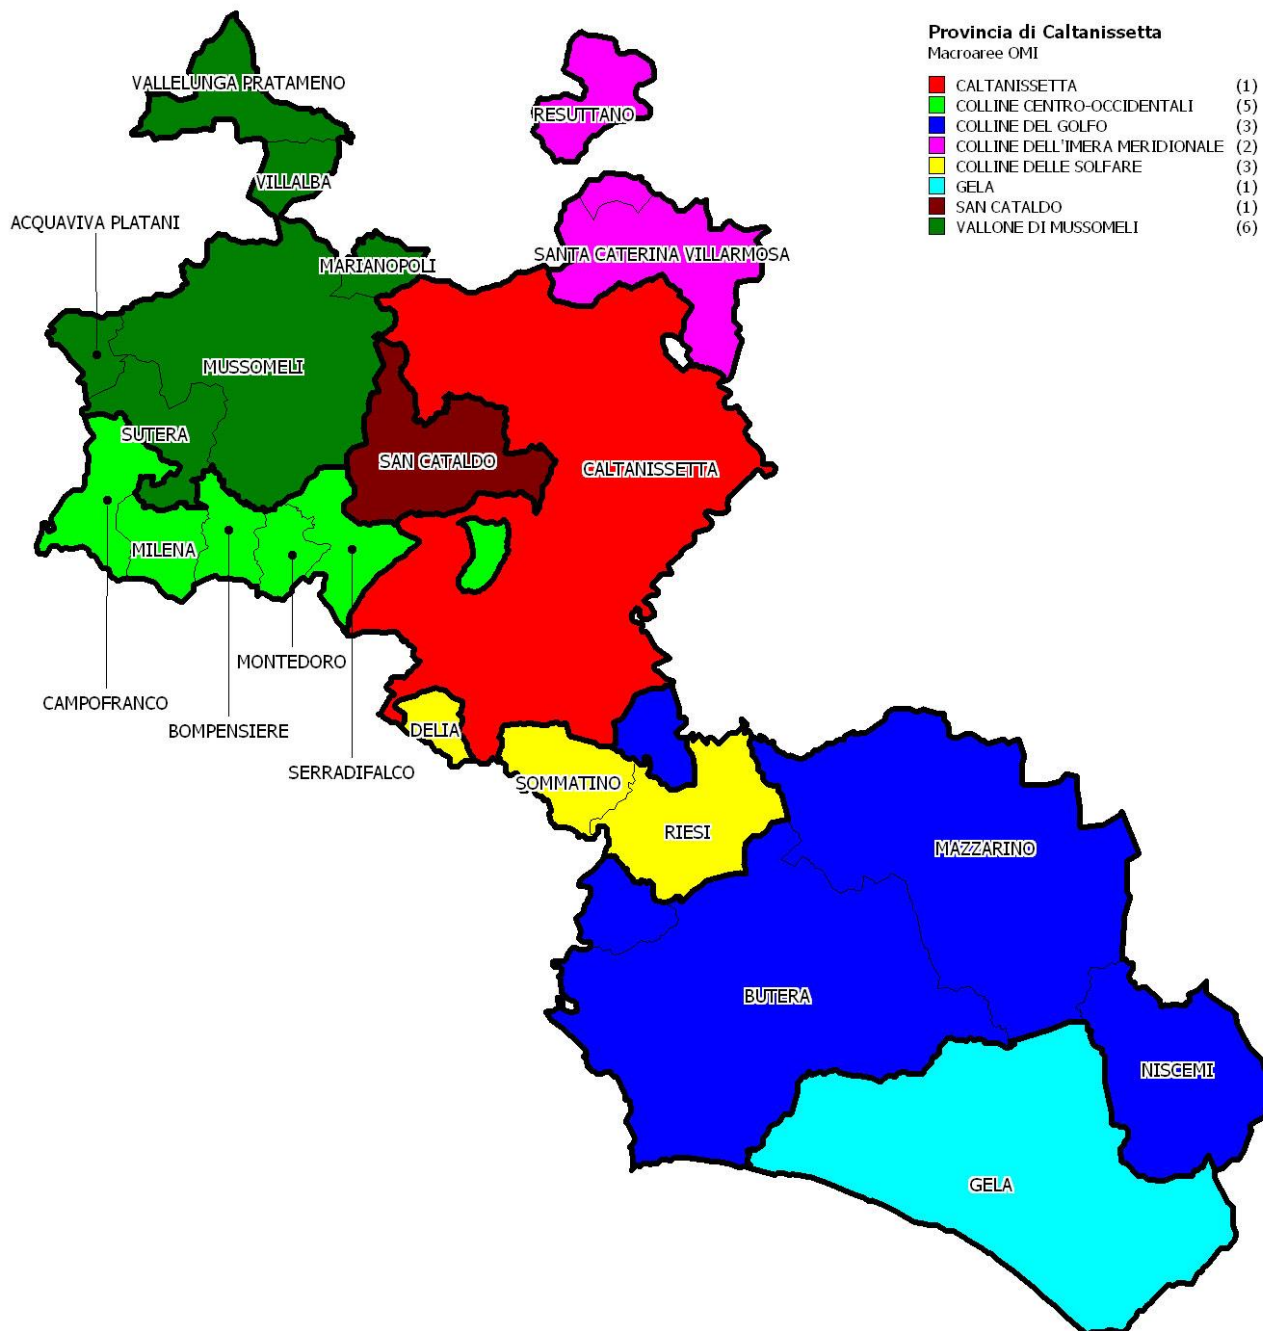 Provincia di Caltanissetta
Macroaree OMI
CALTANISSETTA (1)
COLLINE CENTRO-OCCIDENTALI (5)
COLLINE DEL GOLFO (3)
COLLINE DELL'IMERA MERIDIONALE (2)
COLLINE DELLE SOLFARE (3)
GELA (1)
SAN CATALDO (1)
VALLONE DI MUSSOMELI (6)
VALLELUNGA PRATAMENO
RESUTTANO
VILLALBA
ACQUAVIVA PLATANI
MARIANOPOLI
SANTA CATERINA VILLARMOSA
MUSSOMELI
SUTERA
SAN CATALDO
CALTANISSETTA
MILENA
MONTEDORO
CAMPOFRANCO
BOMPENSIERE
SERRADIFALCO
DELIA
SOMMATINO
RIESI
MAZZARINO
BUTERA
NISCEMI
GELA